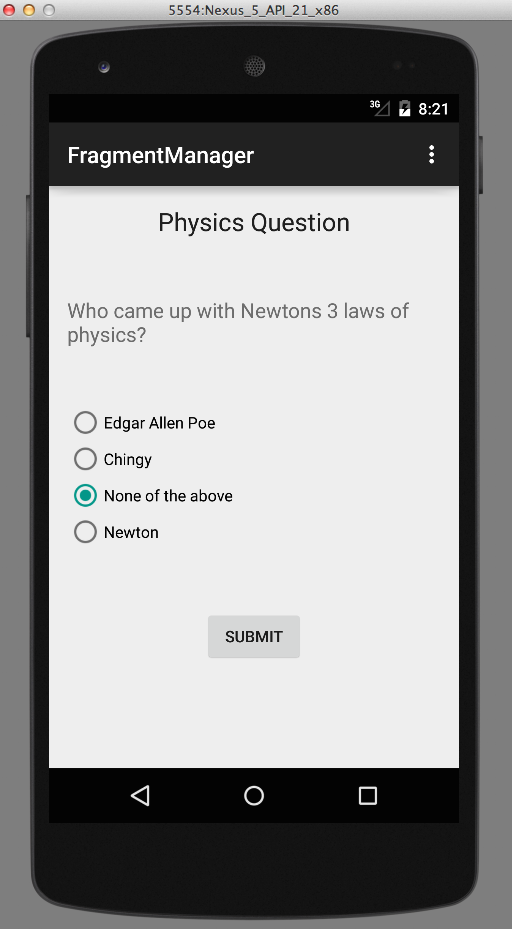 5554:Nexus_5_API_21_x86
3G 8:21
FragmentManager
Physics Question
Who came up with Newtons 3 laws of
physics?
Edgar Allen Poe
Chingy
None of the above
Newton
SUBMIT